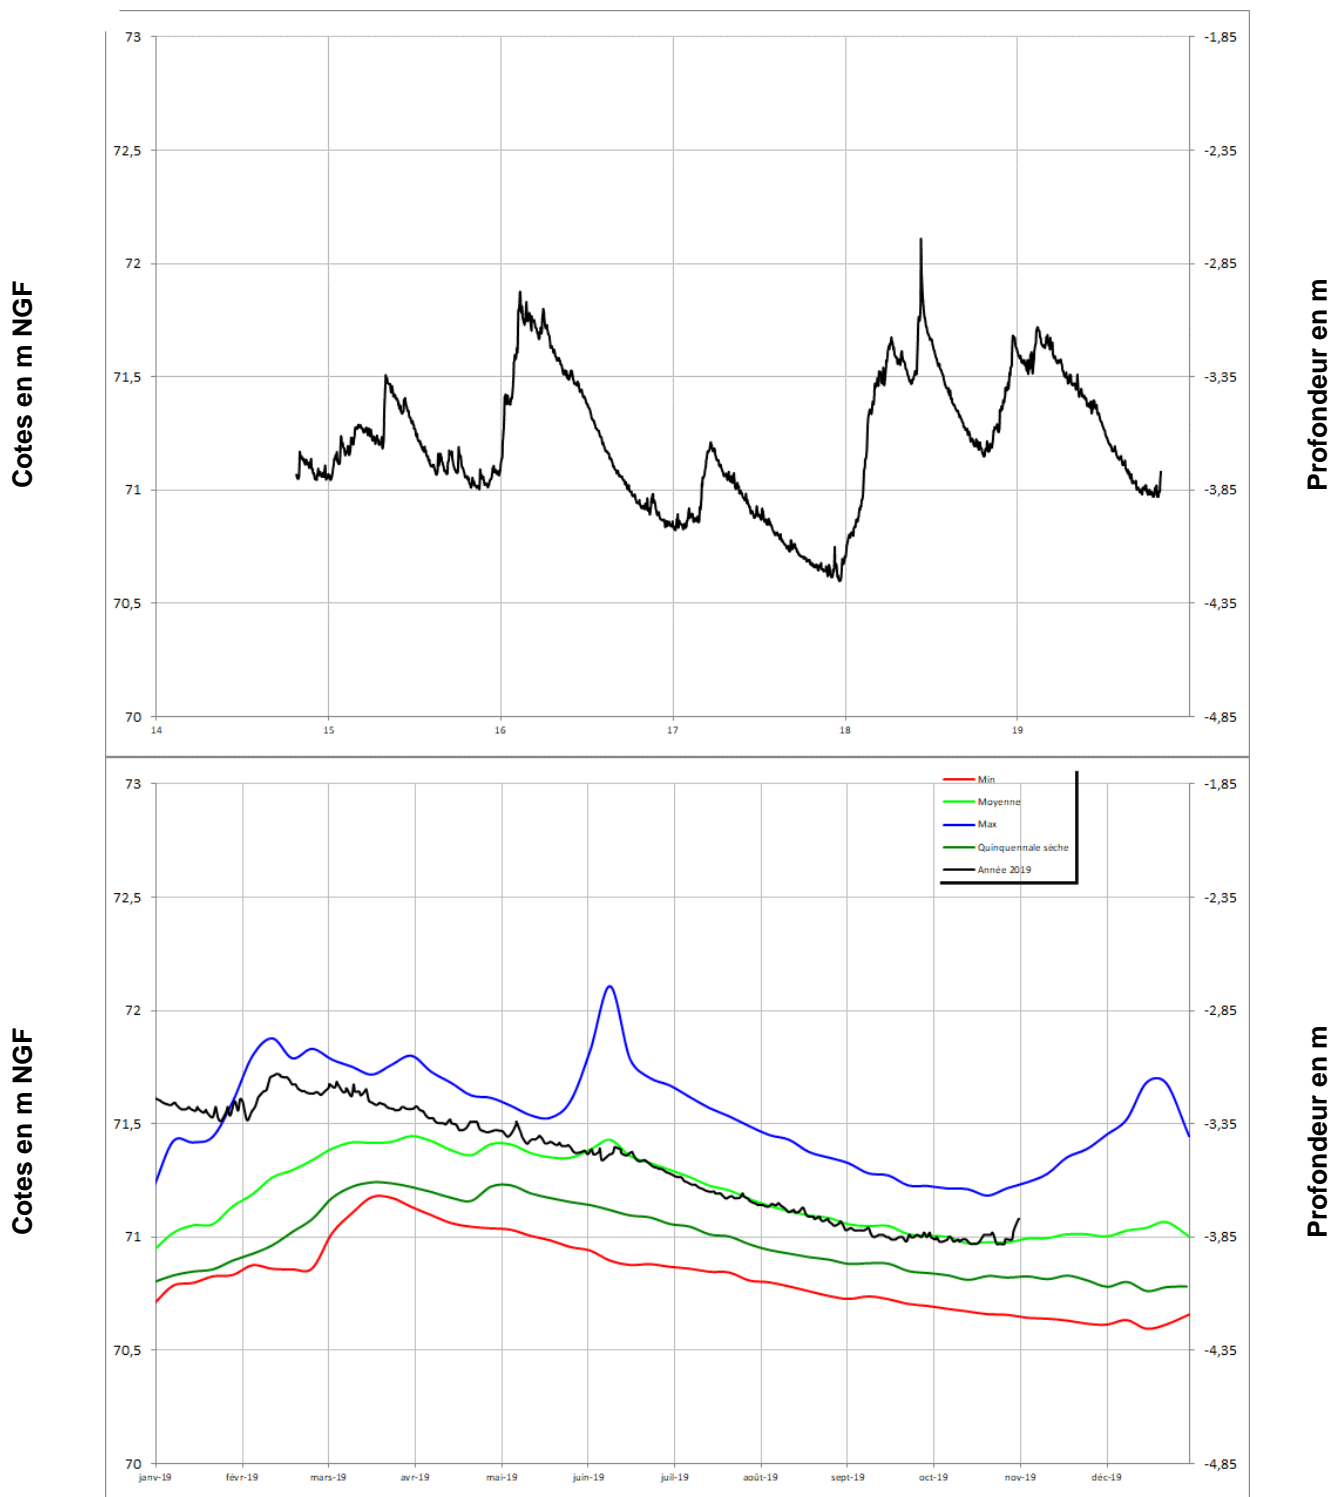 Cotes en m NGF
Profondeur en m
73
72,5
72
71,5
71
70,5
70
-1,85
-2,35
-2,85
-3,35
-3,85
-4,35
-4,85
14 15 16 17 18 19
Cotes en m NGF
Profondeur en m
73
72,5
72
71,5
71
70,5
70
-1,85
-2,35
-2,85
-3,35
-3,85
-4,35
-4,85
Min
Moyenne
Max
Quinquennale sèche
Année 2019
janv-19 févr-19 mars-19 avr-19 mai-19 juin-19 juil-19 août-19 sept-19 oct-19 nov-19 déc-19